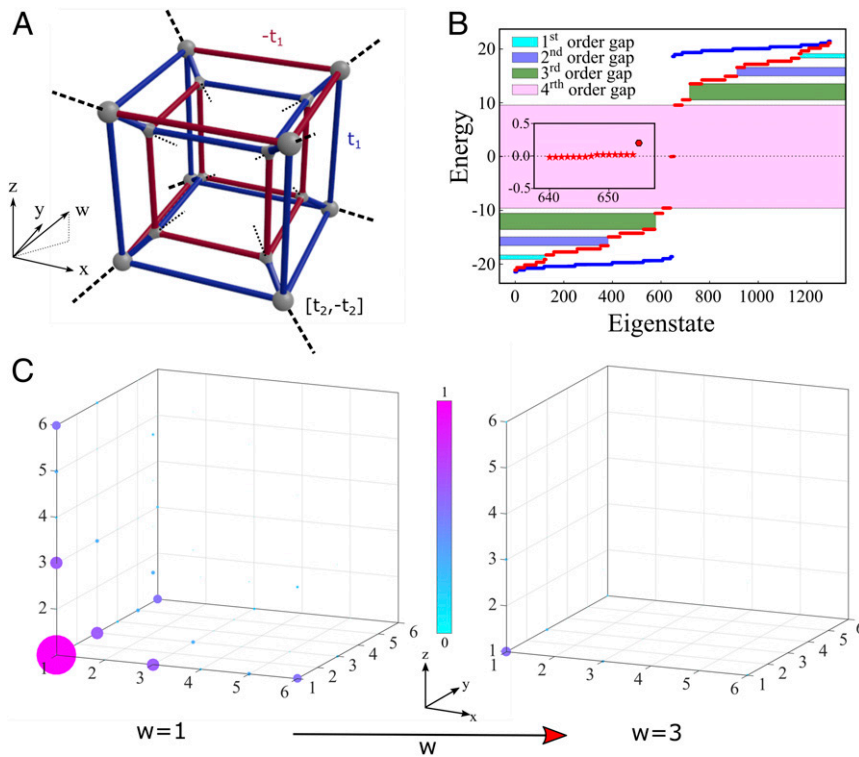 A
-t₁
t₁
z
y
w
x
[t₂,-t₂]
B
20
10
0
-10
-20
Energy
1st order gap
2nd order gap
3rd order gap
4rth order gap
0.5
0.0
-0.5
640
650
0
200
400
600
800
1000
1200
Eigenstate
C
6
5
4
3
2
1
2
3
4
5
6
1
2
3
4
5
6
1
0
z
y
x
6
5
4
3
2
1
2
3
4
5
6
1
2
3
4
5
6
w=1
w
w=3